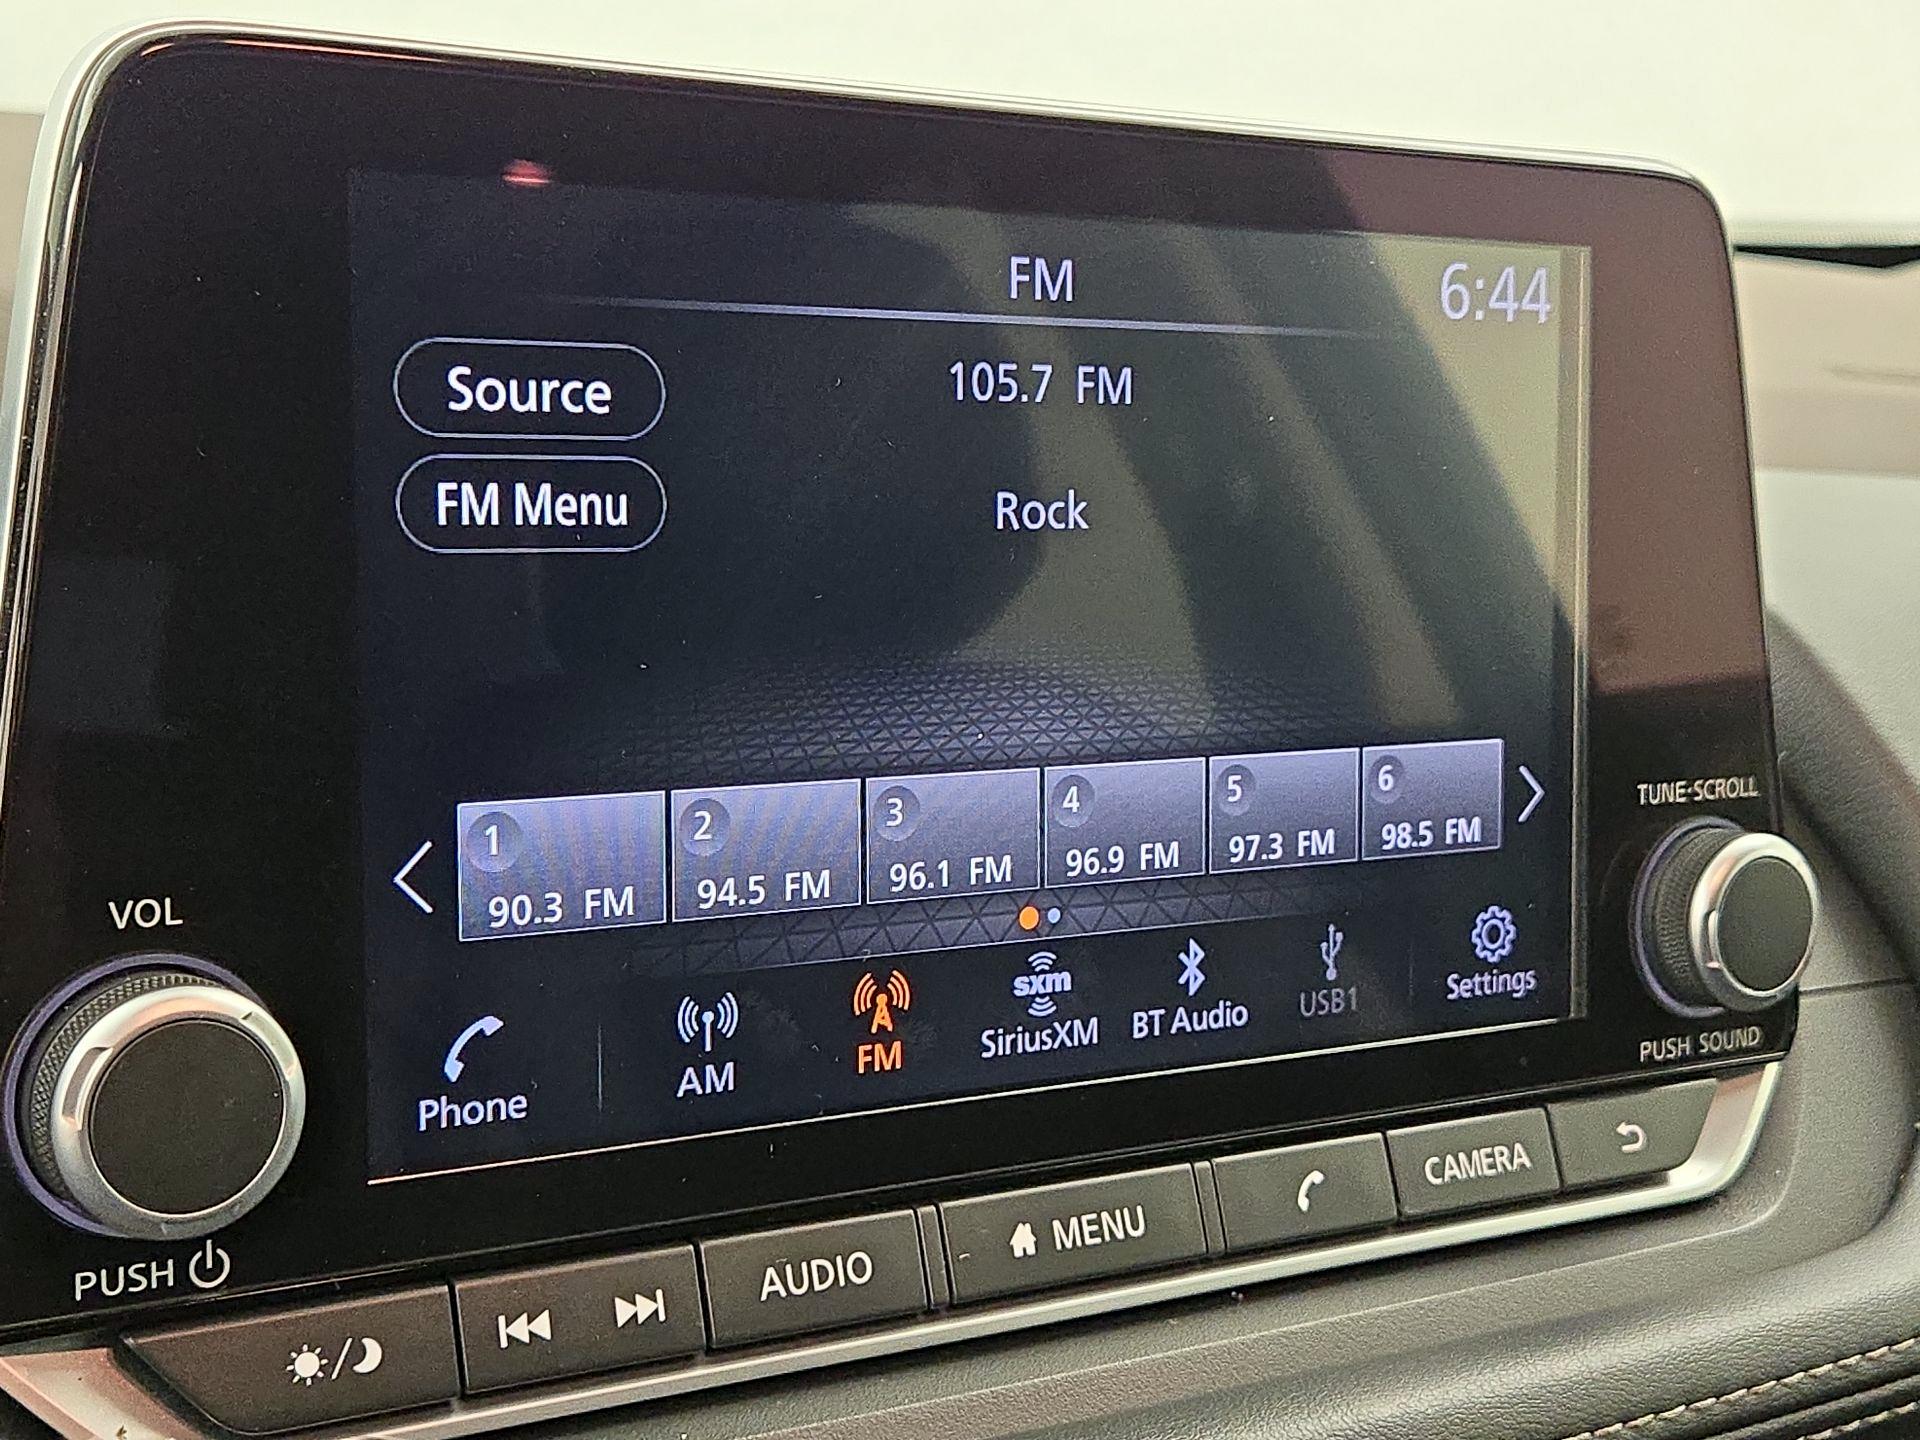 FM
6:44
Source
105.7 FM
FM Menu
Rock
1
90.3 FM
2
94.5 FM
3
96.1 FM
4
96.9 FM
5
97.3 FM
6
98.5 FM
Phone
AM
FM
sxm
SiriusXM
BT Audio
USB1
Settings
VOL
PUSH
TUNE·SCROLL
PUSH SOUND
AUDIO
MENU
CAMERA